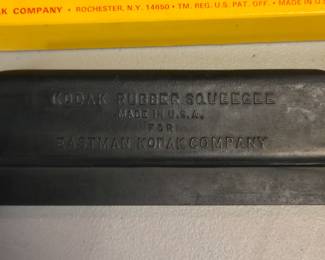 AK COMPANY • ROCHESTER, N.Y. 14650 • TM. REG. U.S. PAT. OFF. • MADE IN U.S.
KODAK RUBBER SQUEEGEE
MADE IN U.S.A.
FOR
EASTMAN KODAK COMPANY